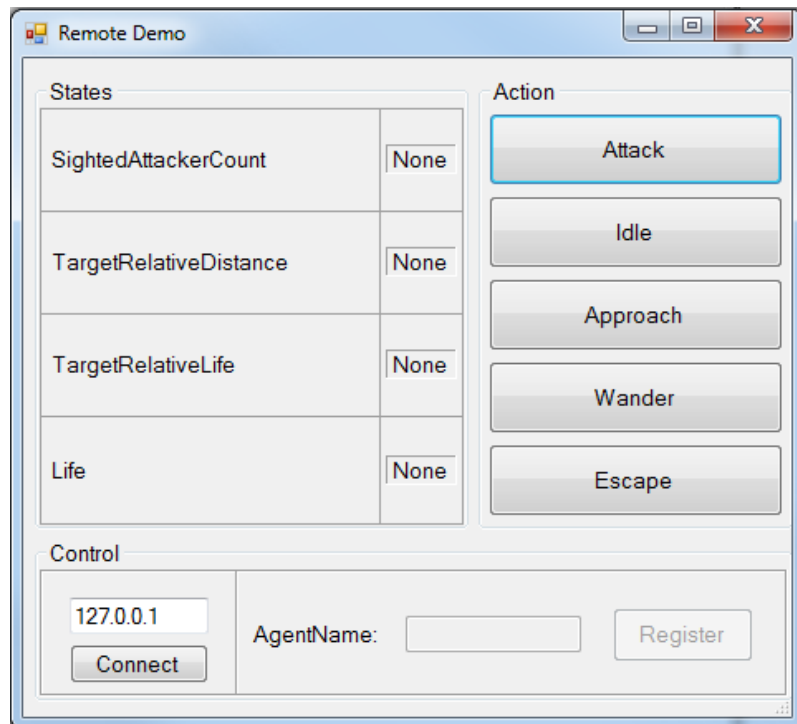 Remote Demo
States
SightedAttackerCount None
TargetRelativeDistance None
TargetRelativeLife None
Life None
Action
Attack
Idle
Approach
Wander
Escape
Control
127.0.0.1
Connect
AgentName:
Register